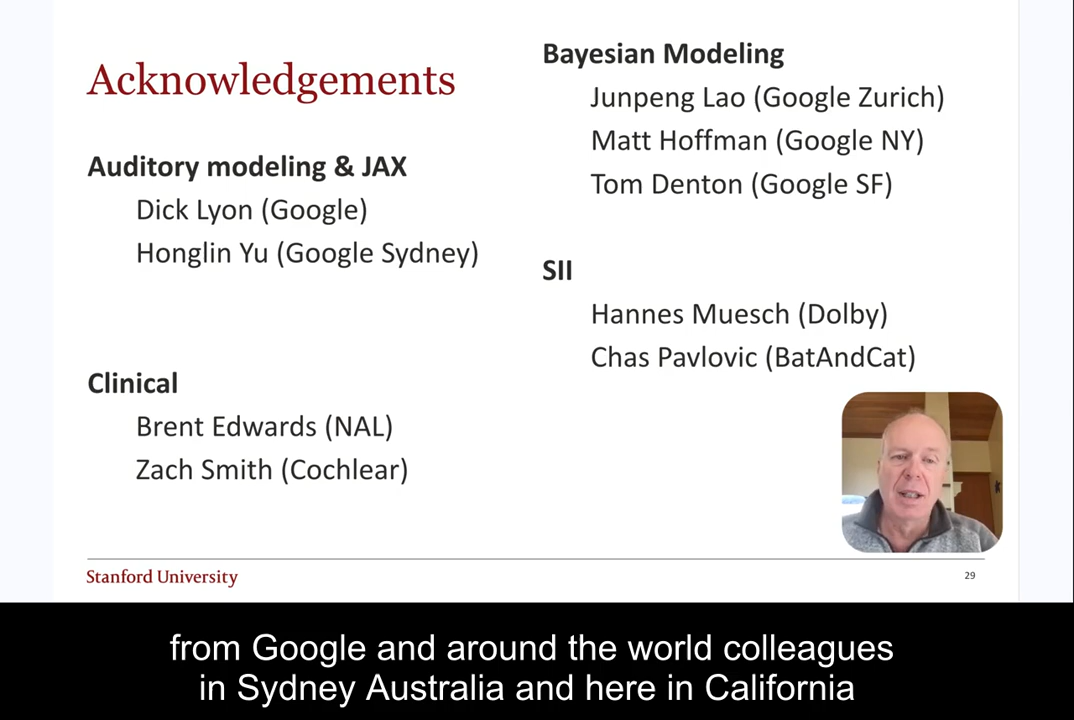 Acknowledgements
Auditory modeling & JAX
Dick Lyon (Google)
Honglin Yu (Google Sydney)
Clinical
Brent Edwards (NAL)
Zach Smith (Cochlear)
Bayesian Modeling
Junpeng Lao (Google Zurich)
Matt Hoffman (Google NY)
Tom Denton (Google SF)
SII
Hannes Muesch (Dolby)
Chas Pavlovic (BatAndCat)
Stanford University
29
from Google and around the world colleagues
in Sydney Australia and here in California